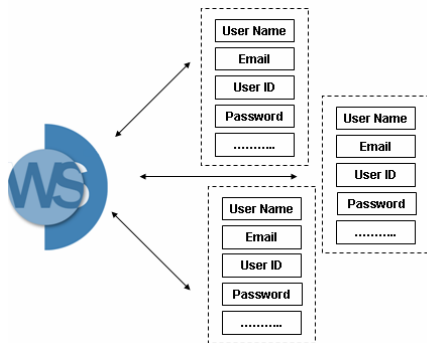 User Name
Email
User ID
Password
............
WS
User Name
Email
User ID
Password
............
User Name
Email
User ID
Password
............